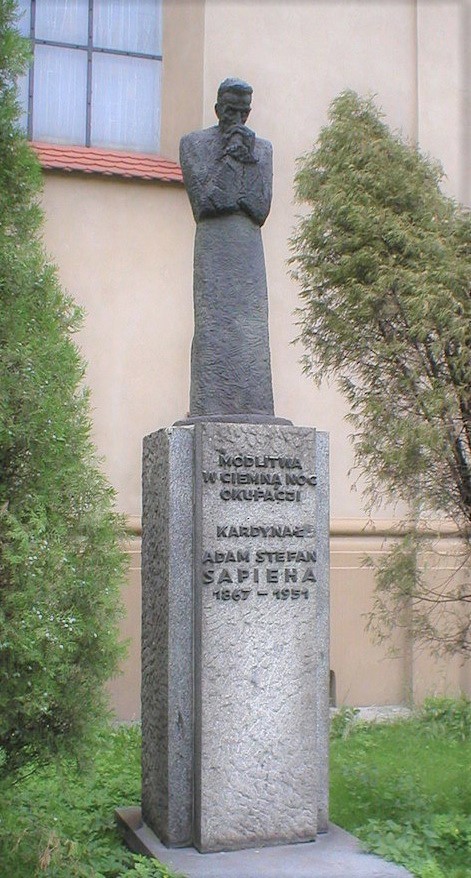 MODLITWA
W CIEMNĄ NOC
OKUPACJI
KARDYNAŁ
ADAM STEFAN
SAPIEHA
1867 – 1951